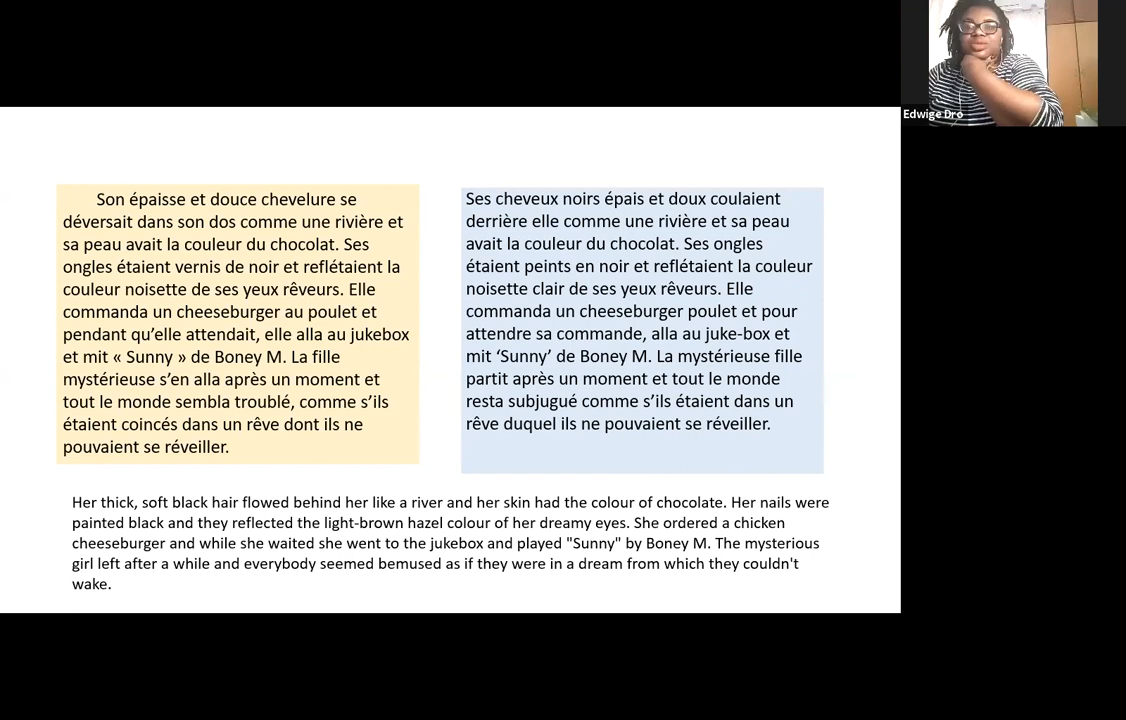 Edwige Dro
Son épaisse et douce chevelure se
déversait dans son dos comme une rivière et
sa peau avait la couleur du chocolat. Ses
ongles étaient vernis de noir et reflétaient la
couleur noisette de ses yeux rêveurs. Elle
commanda un cheeseburger au poulet et
pendant qu’elle attendait, elle alla au jukebox
et mit « Sunny » de Boney M. La fille
mystérieuse s’en alla après un moment et
tout le monde sembla troublé, comme s’ils
étaient coincés dans un rêve dont ils ne
pouvaient se réveiller.
Ses cheveux noirs épais et doux coulaient
derrière elle comme une rivière et sa peau
avait la couleur du chocolat. Ses ongles
étaient peints en noir et reflétaient la couleur
noisette clair de ses yeux rêveurs. Elle
commanda un cheeseburger poulet et pour
attendre sa commande, alla au juke-box et
mit ‘Sunny’ de Boney M. La mystérieuse fille
partit après un moment et tout le monde
resta subjugué comme s’ils étaient dans un
rêve duquel ils ne pouvaient se réveiller.
Her thick, soft black hair flowed behind her like a river and her skin had the colour of chocolate. Her nails were
painted black and they reflected the light-brown hazel colour of her dreamy eyes. She ordered a chicken
cheeseburger and while she waited she went to the jukebox and played "Sunny" by Boney M. The mysterious
girl left after a while and everybody seemed bemused as if they were in a dream from which they couldn't
wake.